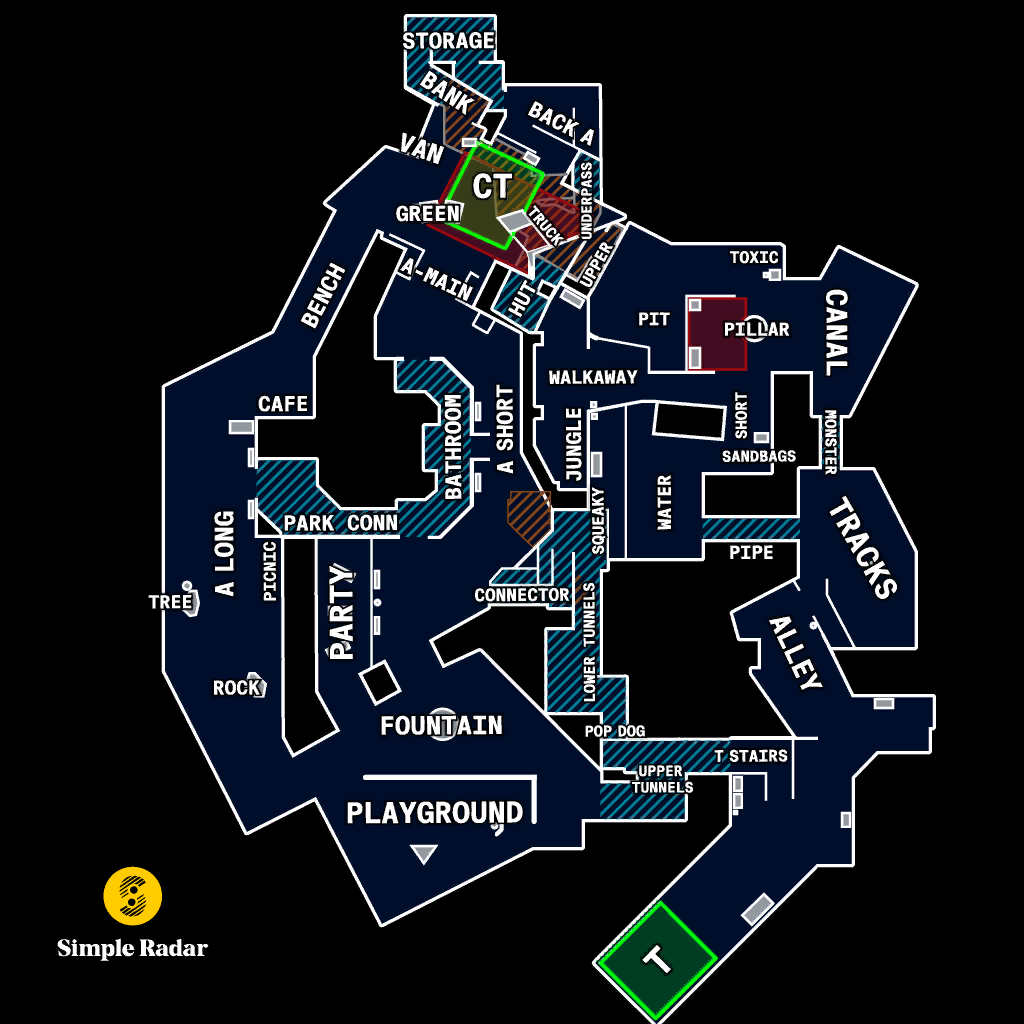 STORAGE
BANK
BACK A
VAN
CT
UNDERPASS
GREEN
TRUCK
UPPER
TOXIC
A-MAIN
HUT
BENCH
PIT
PILLAR
CANAL
WALKAWAY
CAFE
BATHROOM
A SHORT
JUNGLE
SHORT
MONSTER
SANDBAGS
WATER
SQUEAKY
PARK CONN
A LONG
PICNIC
PIPE
TRACKS
TREE
PARTY
CONNECTOR
LOWER TUNNELS
ALLEY
ROCK
FOUNTAIN
POP DOG
T STAIRS
UPPER
TUNNELS
PLAYGROUND
T
Simple Radar